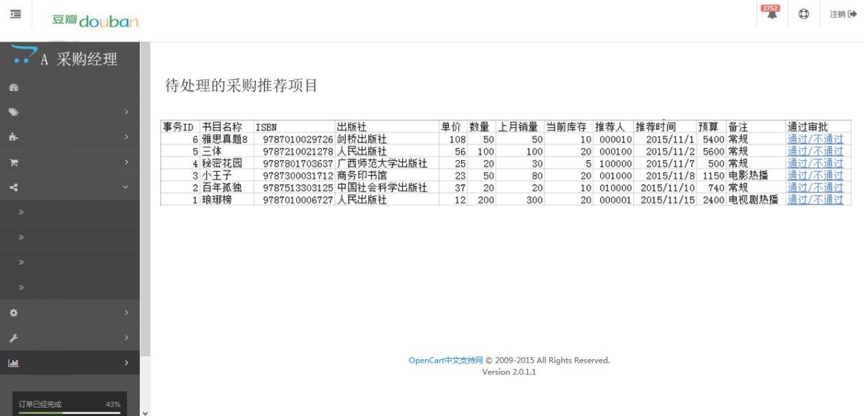 2752
豆瓣douban
注销
A 采购经理
待处理的采购推荐项目
事务ID 书目名称 ISBN 出版社 单价 数量 上月销量 当前库存 推荐人 推荐时间 预算 备注 通过审批
6 雅思真题8 9787010029726 剑桥出版社 108 50 50 10 000010 2015/11/1 5400 常规 通过/不通过
5 三体 9787210021278 人民出版社 56 100 100 20 000100 2015/11/2 5600 常规 通过/不通过
4 秘密花园 9787801703637 广西师范大学出版社 25 20 30 5 100000 2015/11/7 500 常规 通过/不通过
3 小王子 9787300031712 商务印书馆 23 50 80 20 001000 2015/11/8 1150 电影热播 通过/不通过
2 百年孤独 9787513303125 中国社会科学出版社 37 20 20 10 010000 2015/11/10 740 常规 通过/不通过
1 琅琊榜 9787010006727 人民出版社 12 200 300 20 000001 2015/11/15 2400 电视剧热播 通过/不通过
OpenCart中文支持网 © 2009-2015 All Rights Reserved.
Version 2.0.1.1
订单已经完成 43%